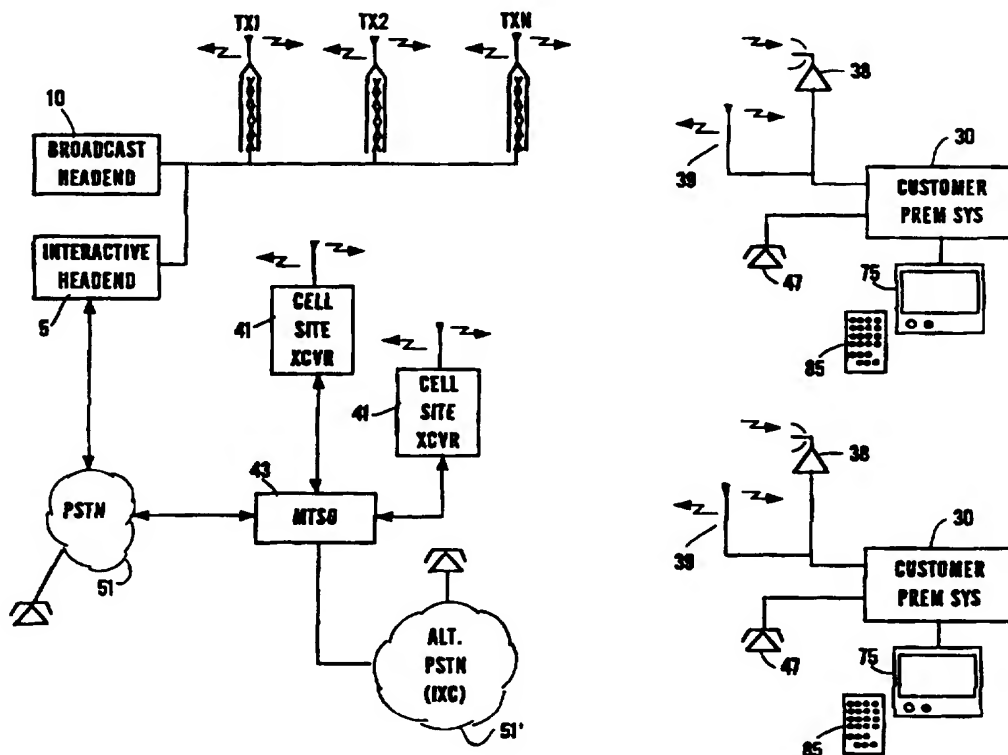 TX1
TX2
TXN
10
BROADCAST
HEADEND
INTERACTIVE
HEADEND
5
41
CELL
SITE
XCVR
41
CELL
SITE
XCVR
43
MTSO
PSTN
51
ALT.
PSTN
(IXC)
51'
38
39
30
CUSTOMER
PREM SYS
47
75
85
38
39
30
CUSTOMER
PREM SYS
47
75
85